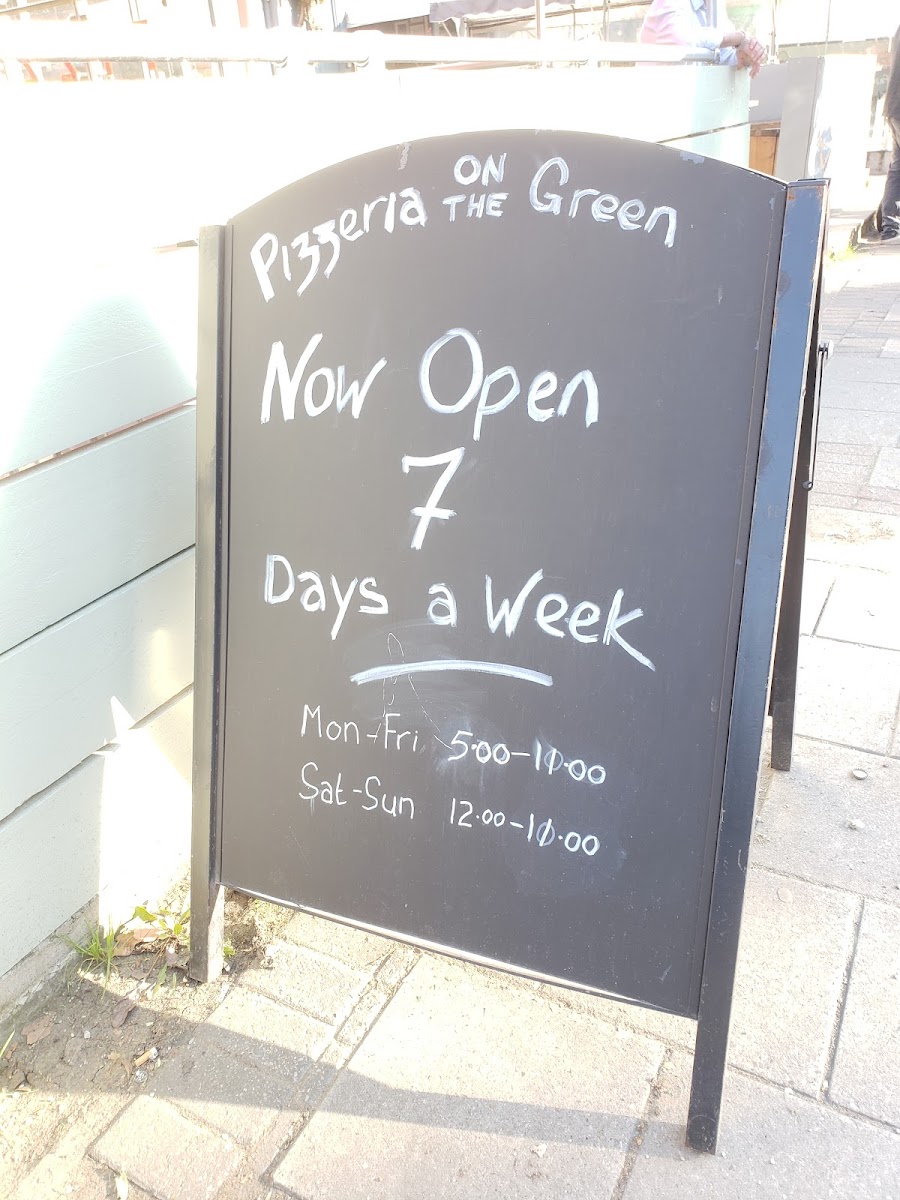 Pizzeria ON THE Green
Now Open
7
Days a Week
Mon-Fri 5.00-10.00
Sat-Sun 12.00-10.00